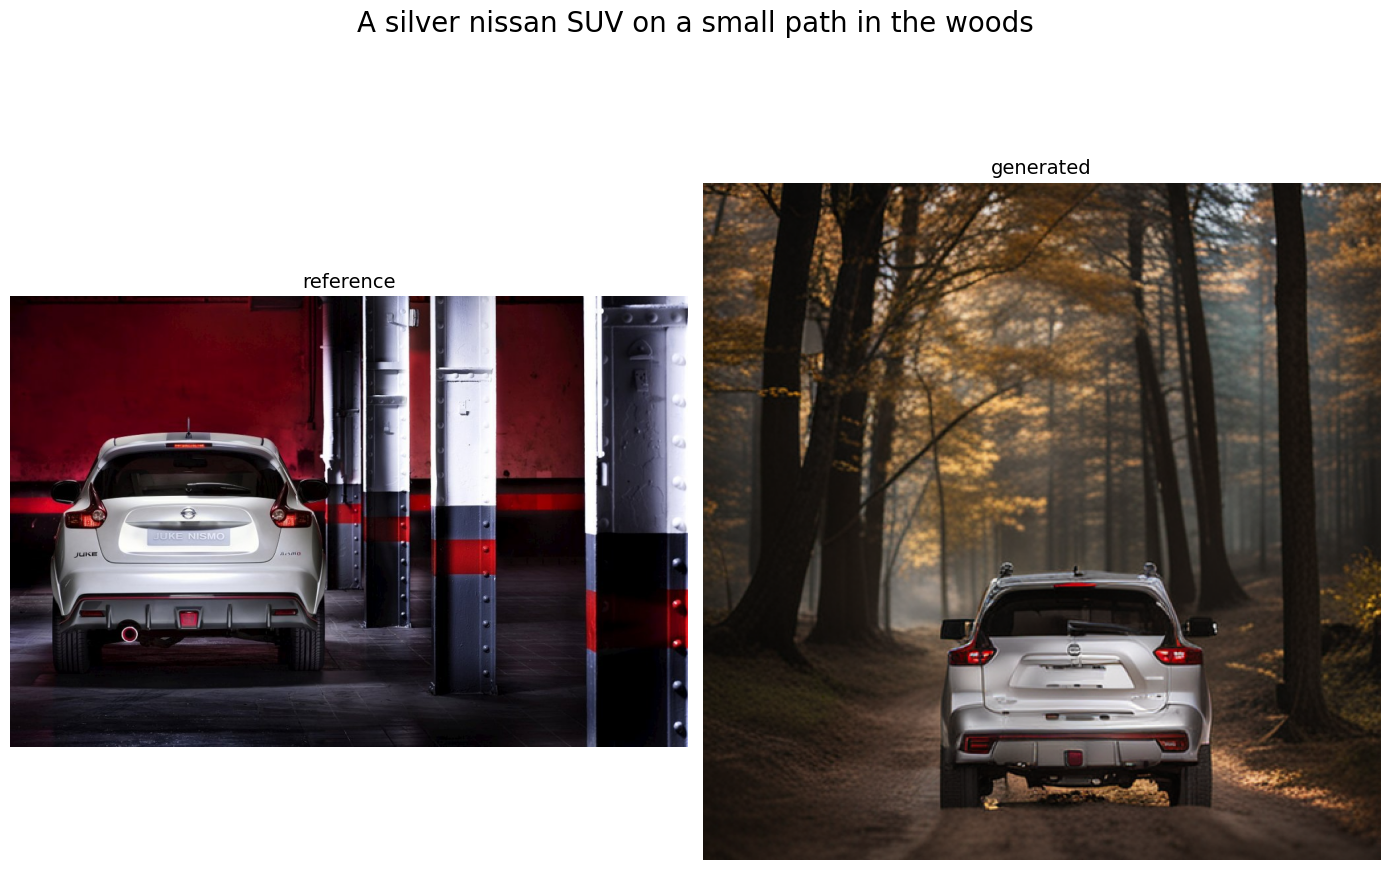 A silver nissan SUV on a small path in the woods
reference
generated
JUKE NISMO
JUKE